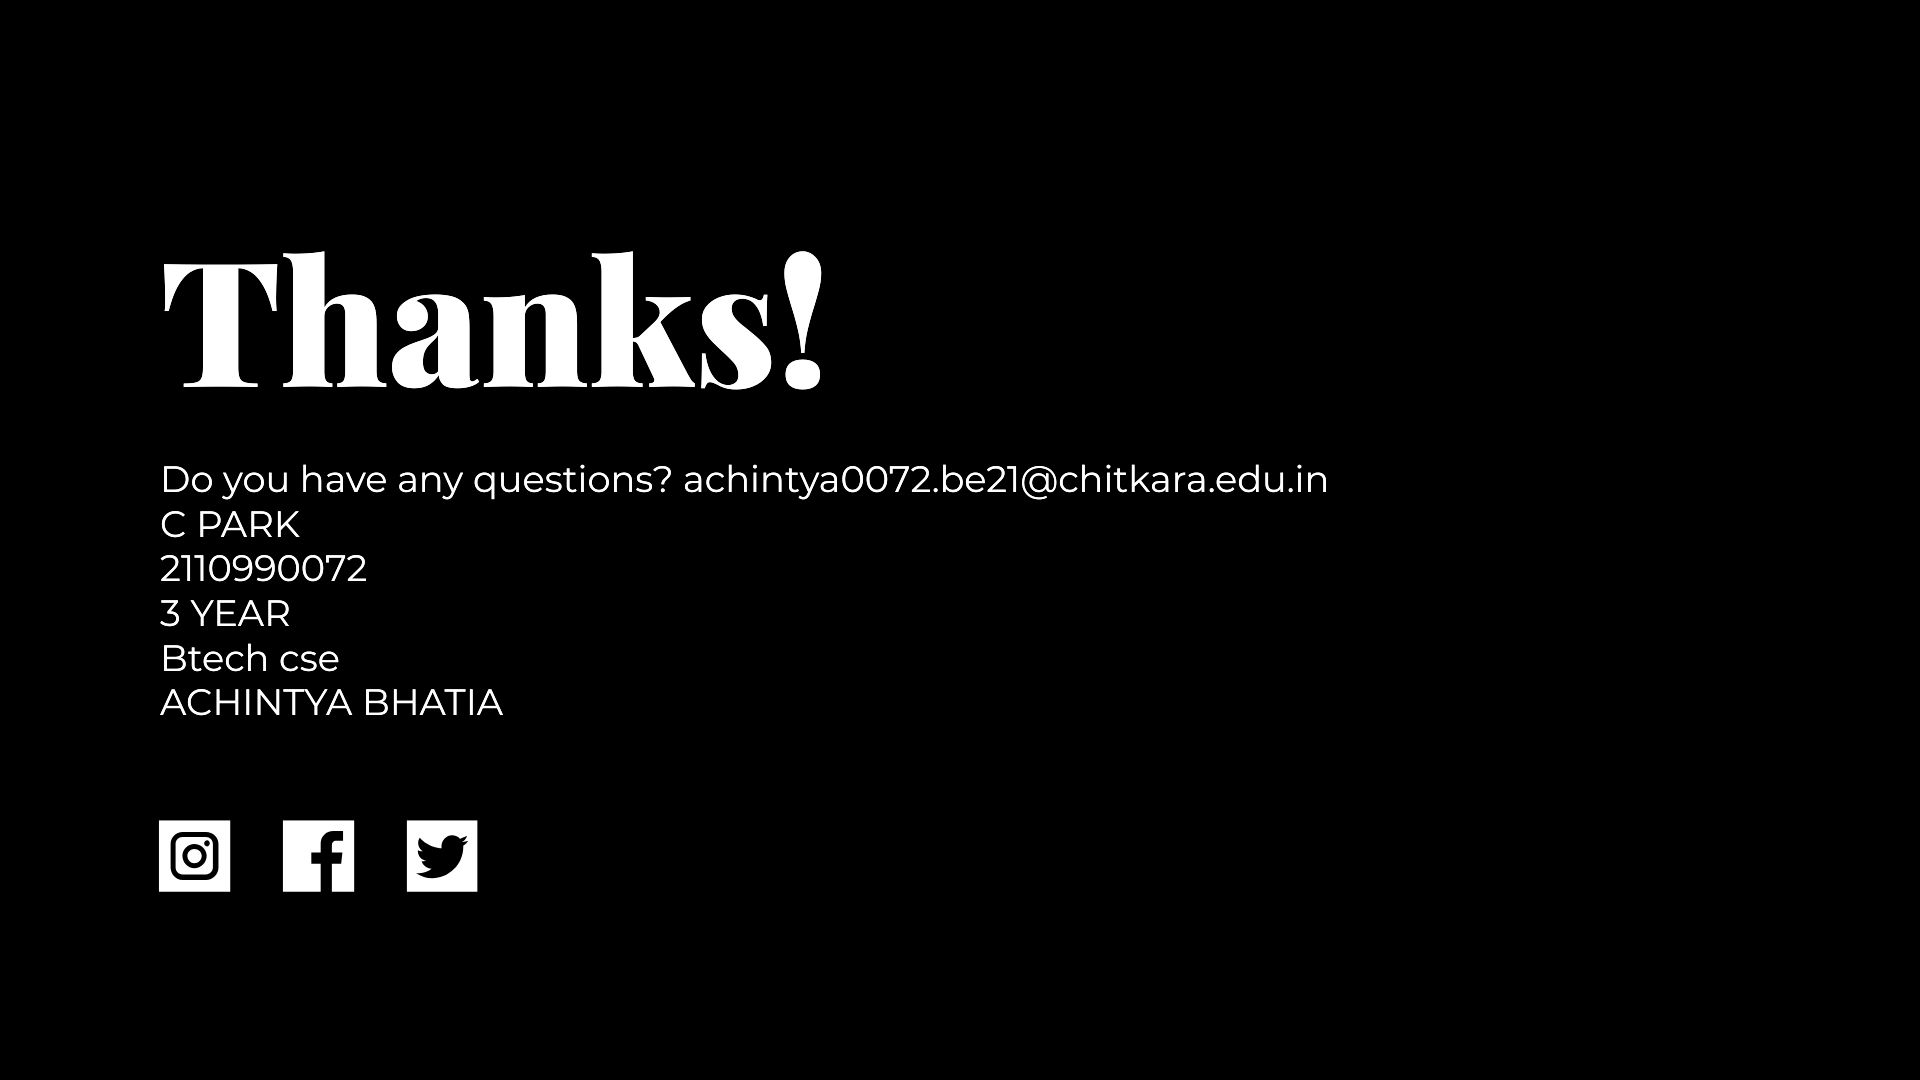 Thanks!
Do you have any questions? achintya0072.be21@chitkara.edu.in
C PARK
2110990072
3 YEAR
Btech cse
ACHINTYA BHATIA